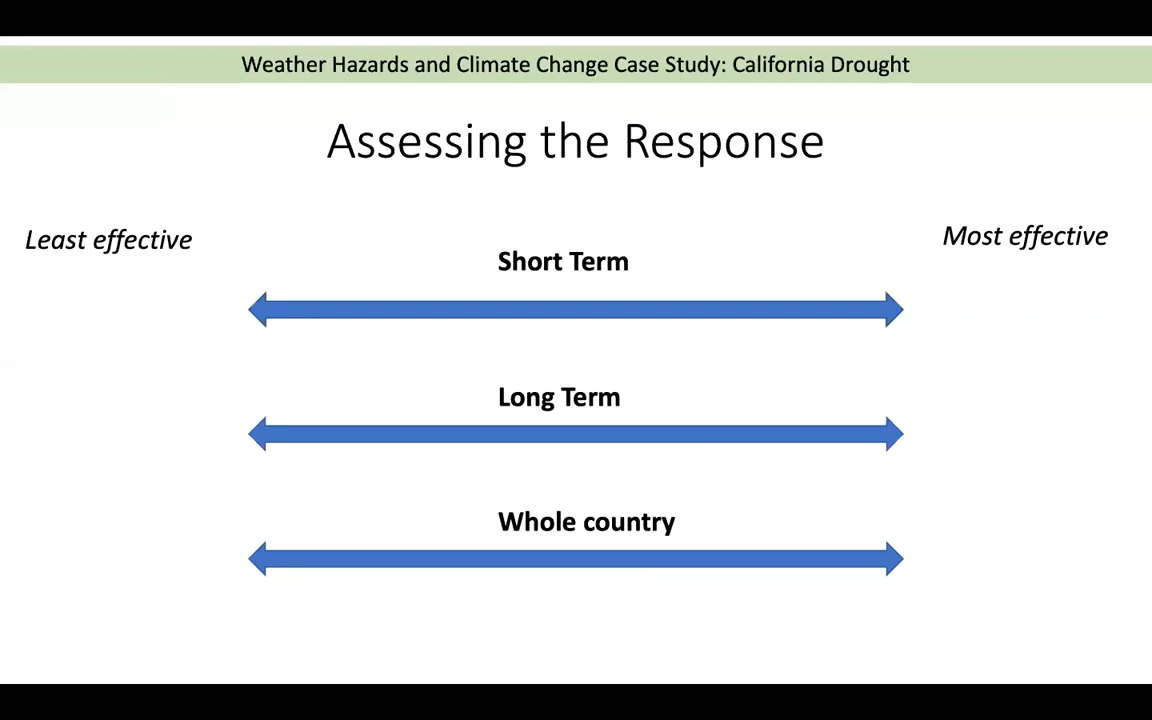 Weather Hazards and Climate Change Case Study: California Drought
Assessing the Response
Least effective
Most effective
Short Term
Long Term
Whole country